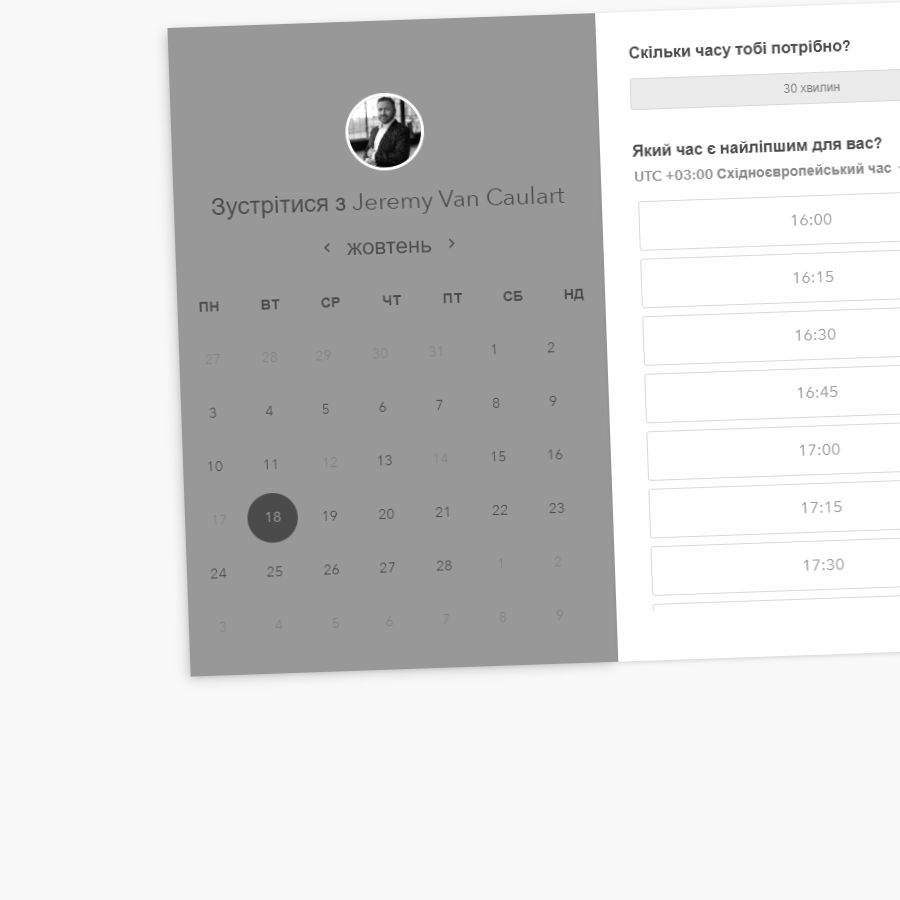 Зустрітися з Jeremy Van Caulart
жовтень
ПН ВТ СР ЧТ ПТ СБ НД
27 28 29 30 31 1 2
3 4 5 6 7 8 9
10 11 12 13 14 15 16
17 18 19 20 21 22 23
24 25 26 27 28 1 2
3 4 5 6 7 8 9
Скільки часу тобі потрібно?
30 хвилин
Який час є найліпшим для вас?
UTC +03:00 Східноєвропейський час
16:00
16:15
16:30
16:45
17:00
17:15
17:30